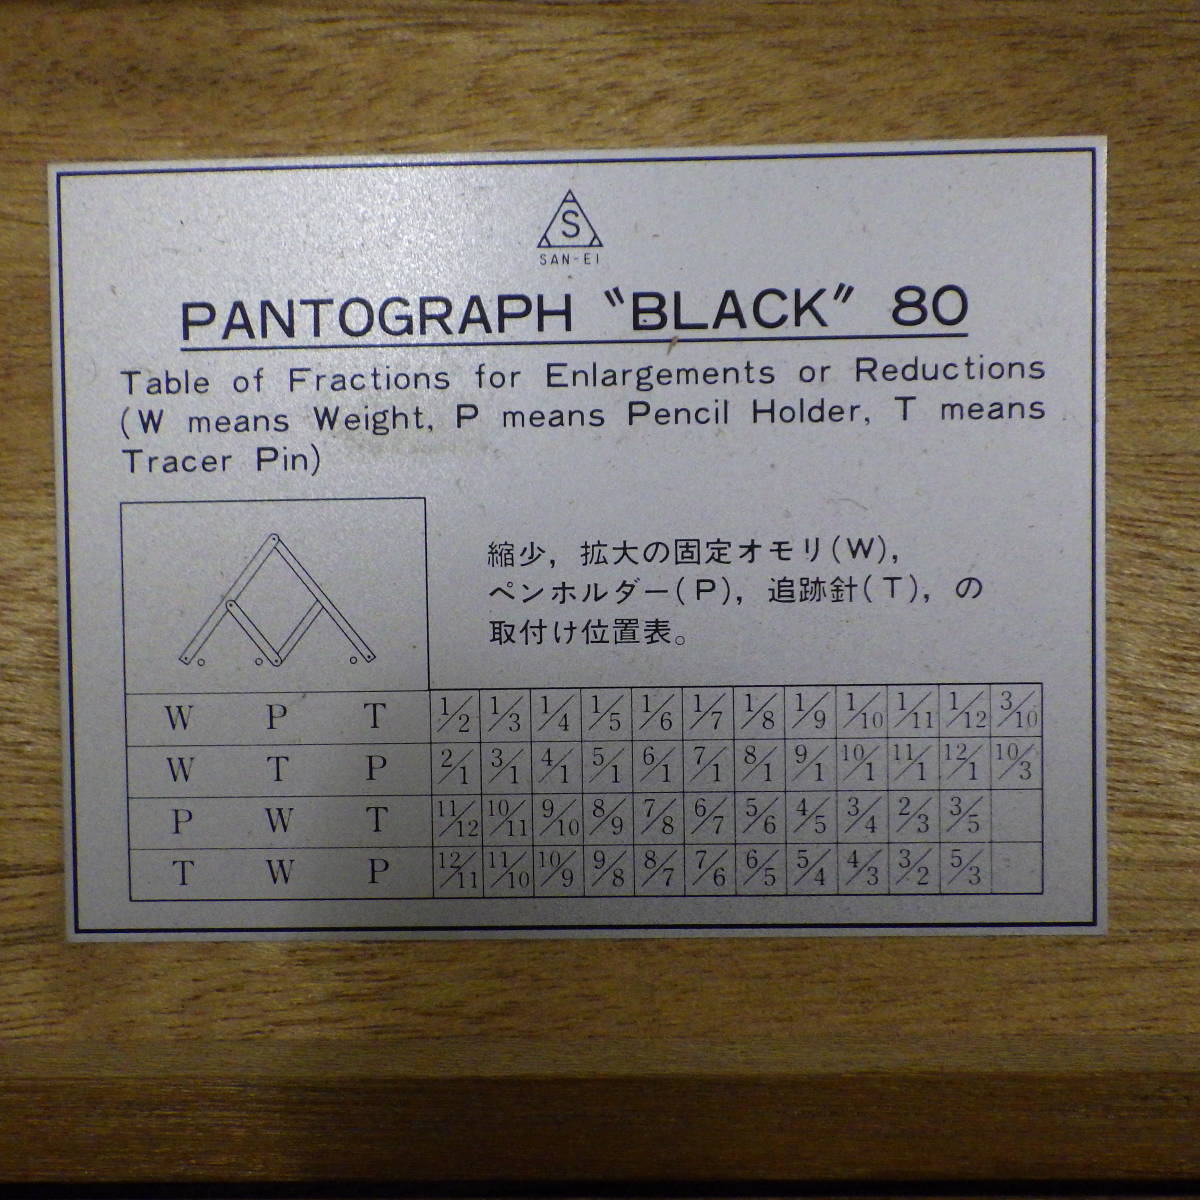 S
SAN-EI
PANTOGRAPH "BLACK" 80
Table of Fractions for Enlargements or Reductions
(W means Weight, P means Pencil Holder, T means
Tracer Pin)
縮少，拡大の固定オモリ(W)，
ペンホルダー(P)，追跡針(T)，の
取付け位置表。
W P T 1/2 1/3 1/4 1/5 1/6 1/7 1/8 1/9 1/10 1/11 1/12 3/10
W T P 2/1 3/1 4/1 5/1 6/1 7/1 8/1 9/1 10/1 11/1 12/1 10/3
P W T 11/12 10/11 9/10 8/9 7/8 6/7 5/6 4/5 3/4 2/3 3/5
T W P 12/11 11/10 10/9 9/8 8/7 7/6 6/5 5/4 4/3 3/2 5/3